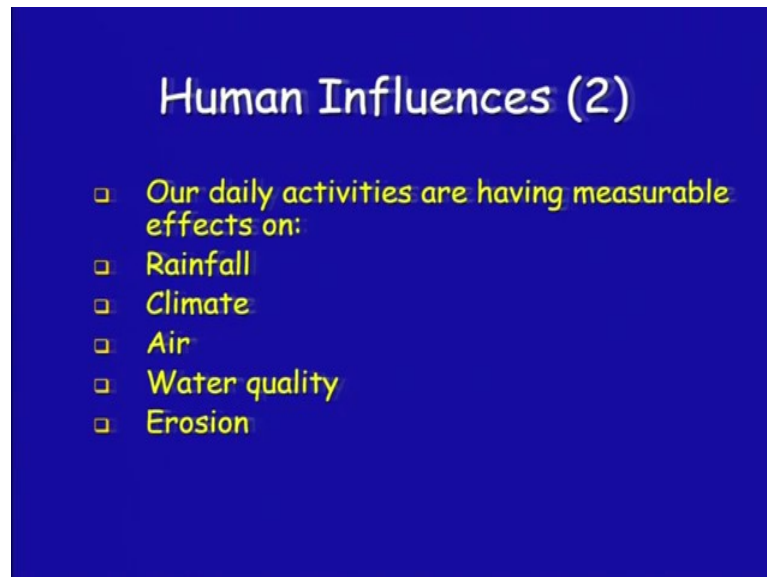 Human Influences (2)
Our daily activities are having measurable
effects on:
Rainfall
Climate
Air
Water quality
Erosion